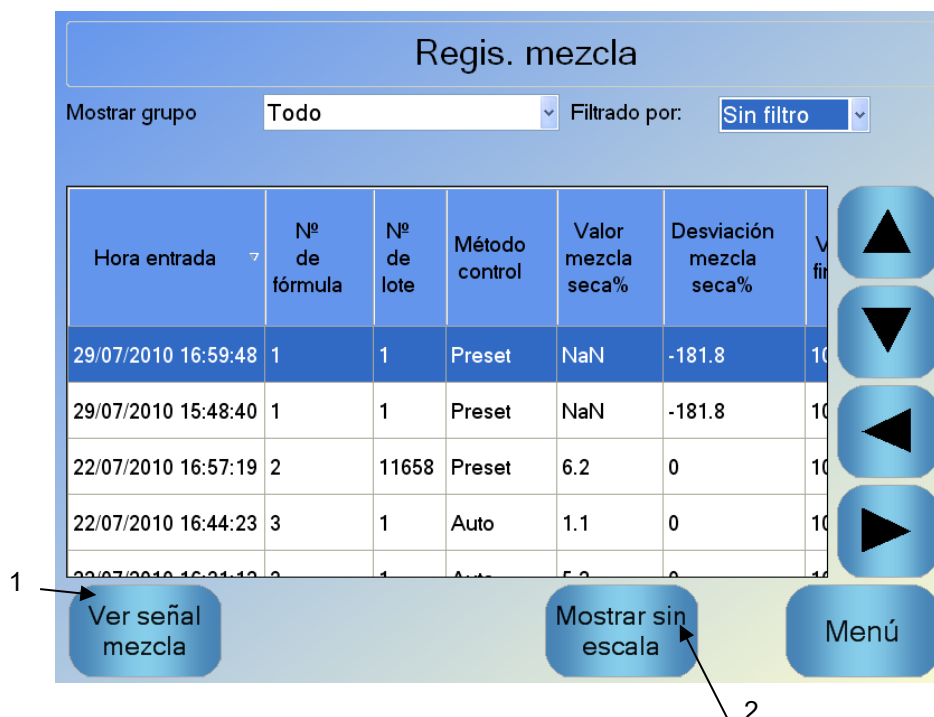 Regis. mezcla
Mostrar grupo Todo Filtrado por: Sin filtro
Hora entrada Nº de fórmula Nº de lote Método control Valor mezcla seca% Desviación mezcla seca%
29/07/2010 16:59:48 1 1 Preset NaN -181.8 10
29/07/2010 15:48:40 1 1 Preset NaN -181.8 10
22/07/2010 16:57:19 2 11658 Preset 6.2 0 10
22/07/2010 16:44:23 3 1 Auto 1.1 0 10
1
Ver señal
mezcla
Mostrar sin
escala
Menú
2